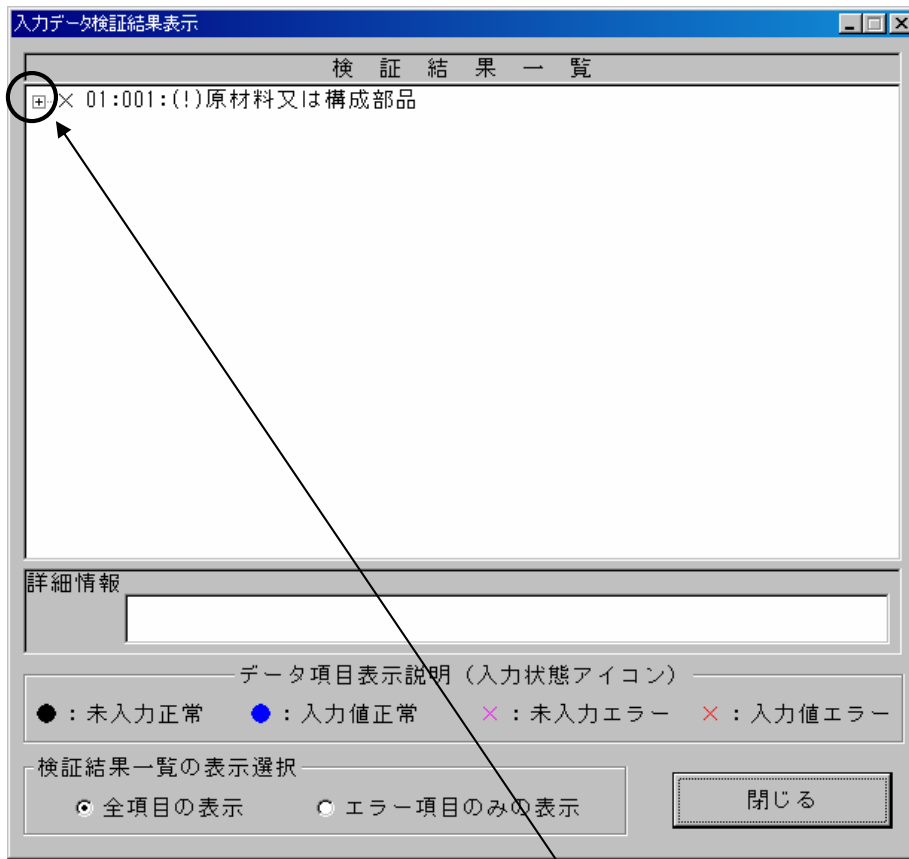 入力データ検証結果表示
検証結果一覧
× 01:001:(!)原材料又は構成部品
詳細情報
データ項目表示説明（入力状態アイコン）
●：未入力正常 ●：入力値正常 ×：未入力エラー ×：入力値エラー
検証結果一覧の表示選択
全項目の表示 エラー項目のみの表示
閉じる